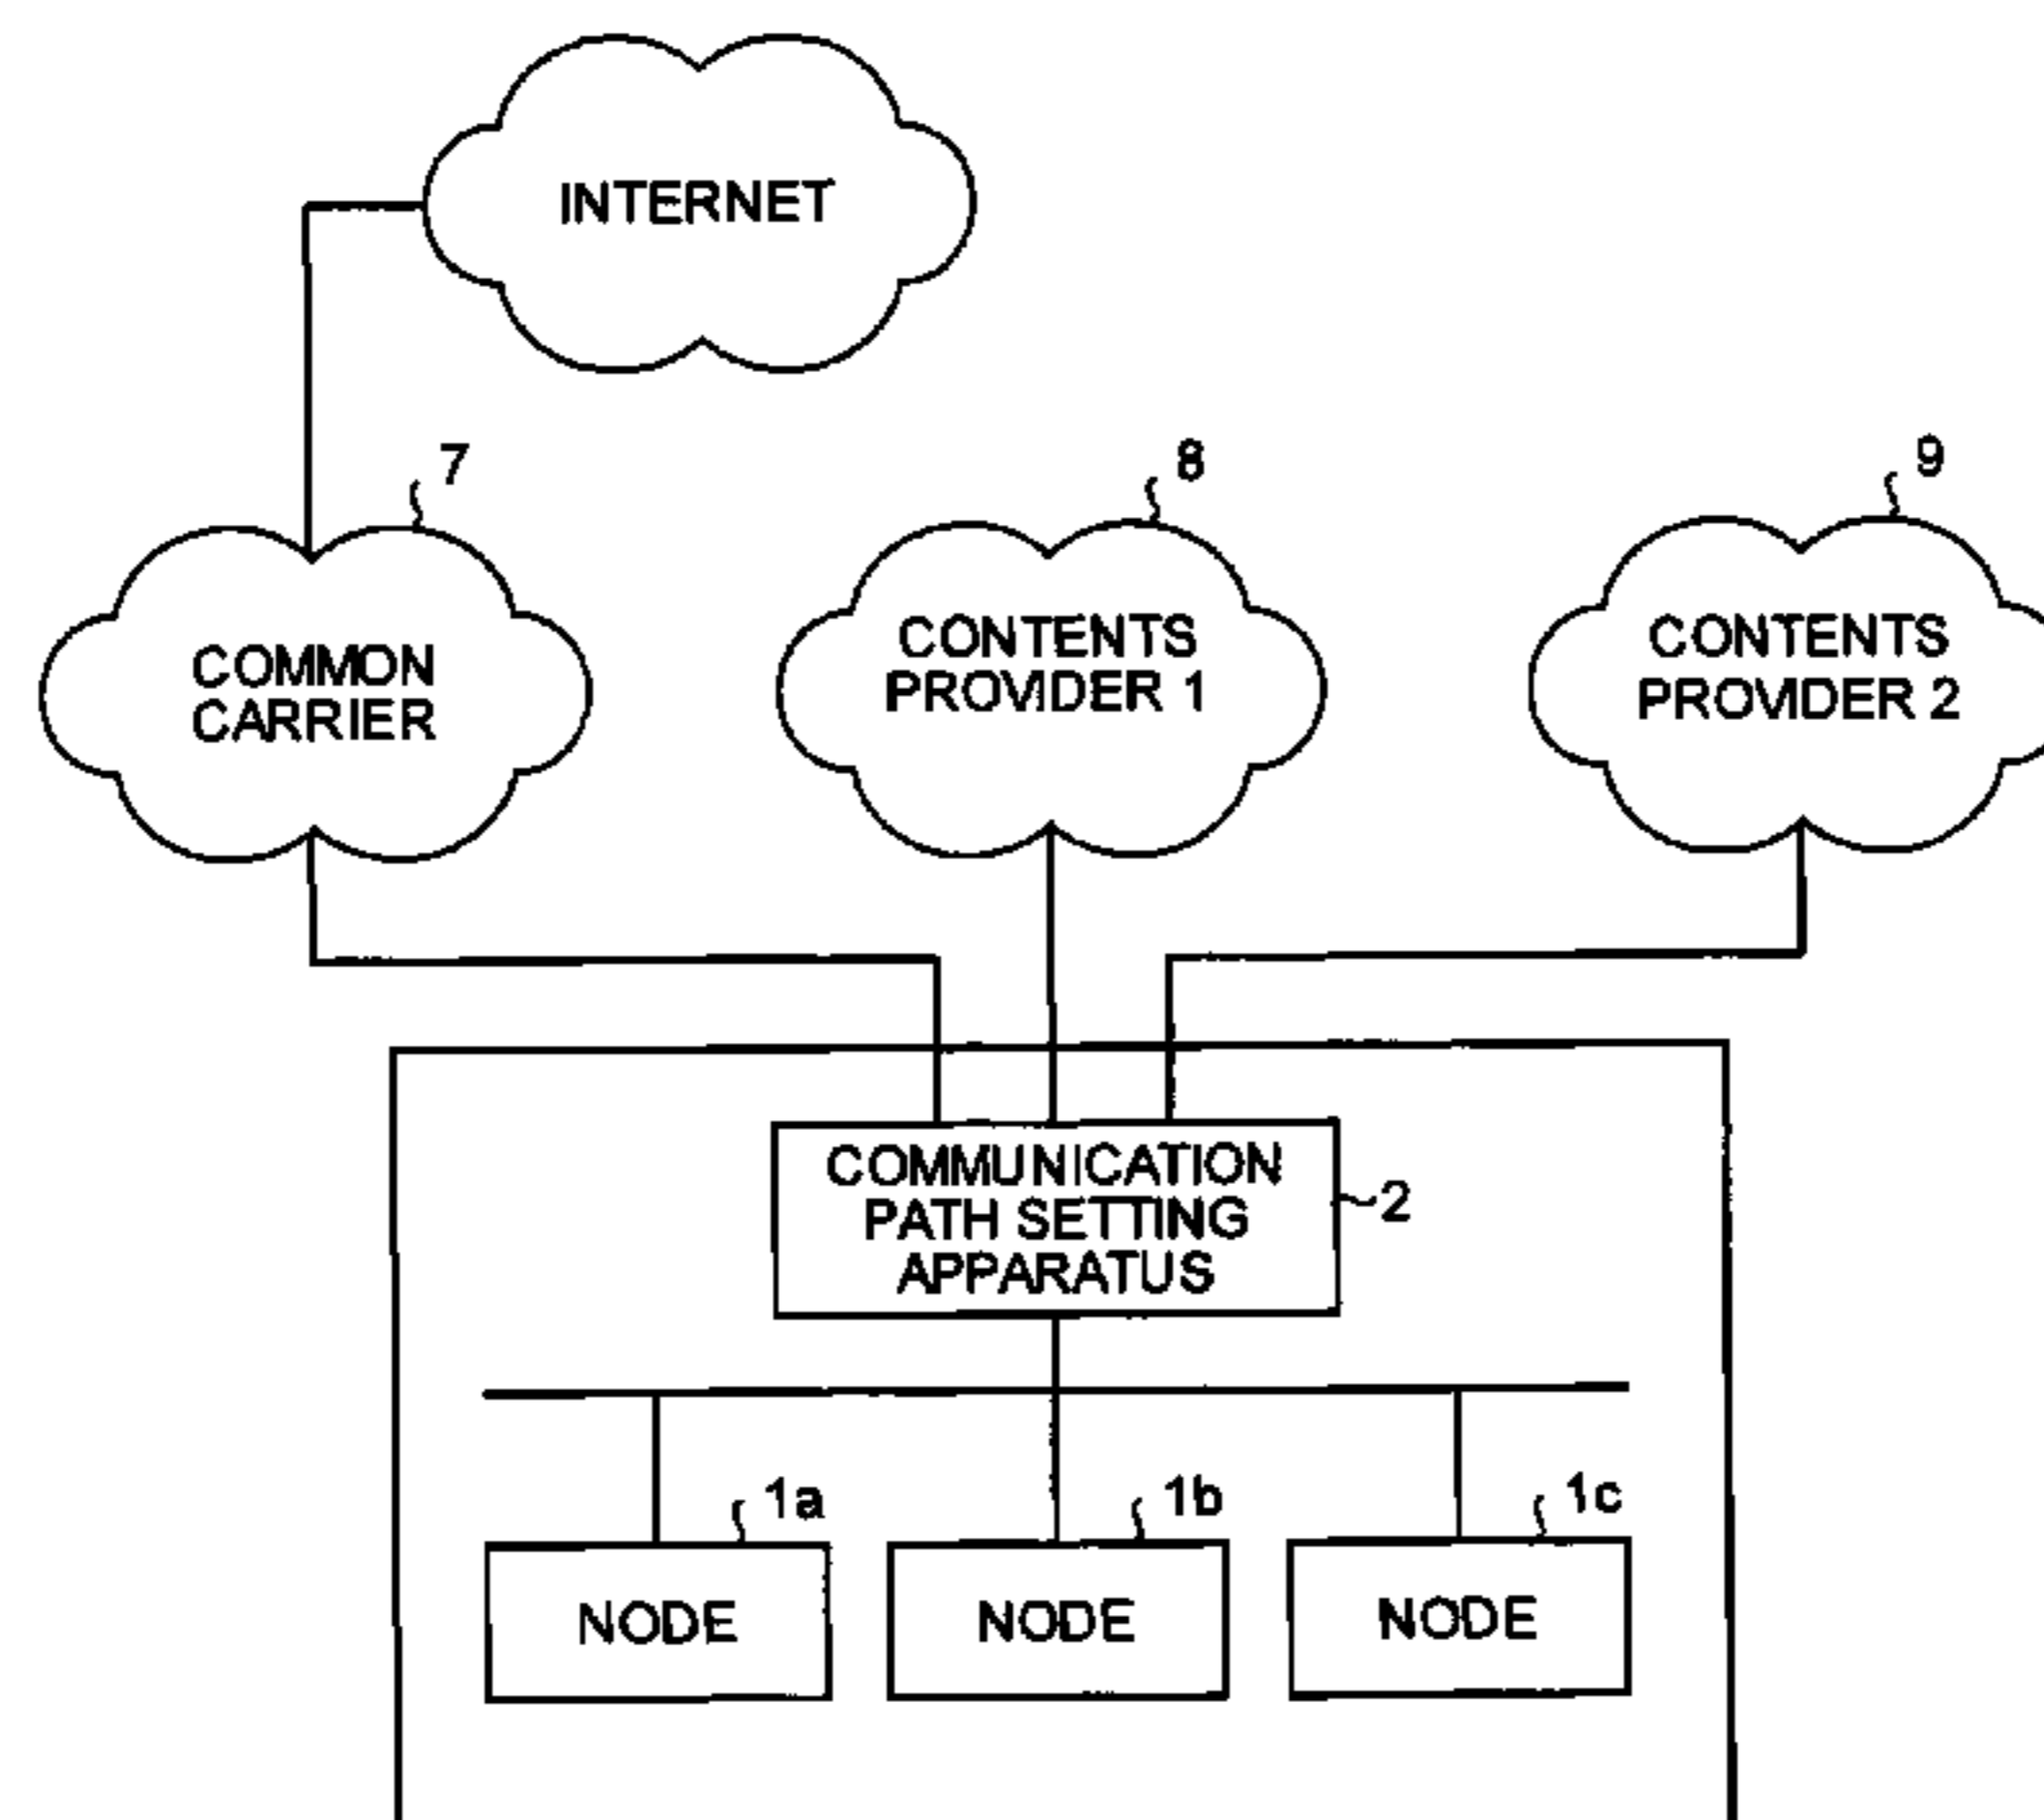 INTERNET
7
8
9
COMMON
CARRIER
CONTENTS
PROVIDER 1
CONTENTS
PROVIDER 2
COMMUNICATION
PATH SETTING
APPARATUS
2
1a
1b
1c
NODE
NODE
NODE